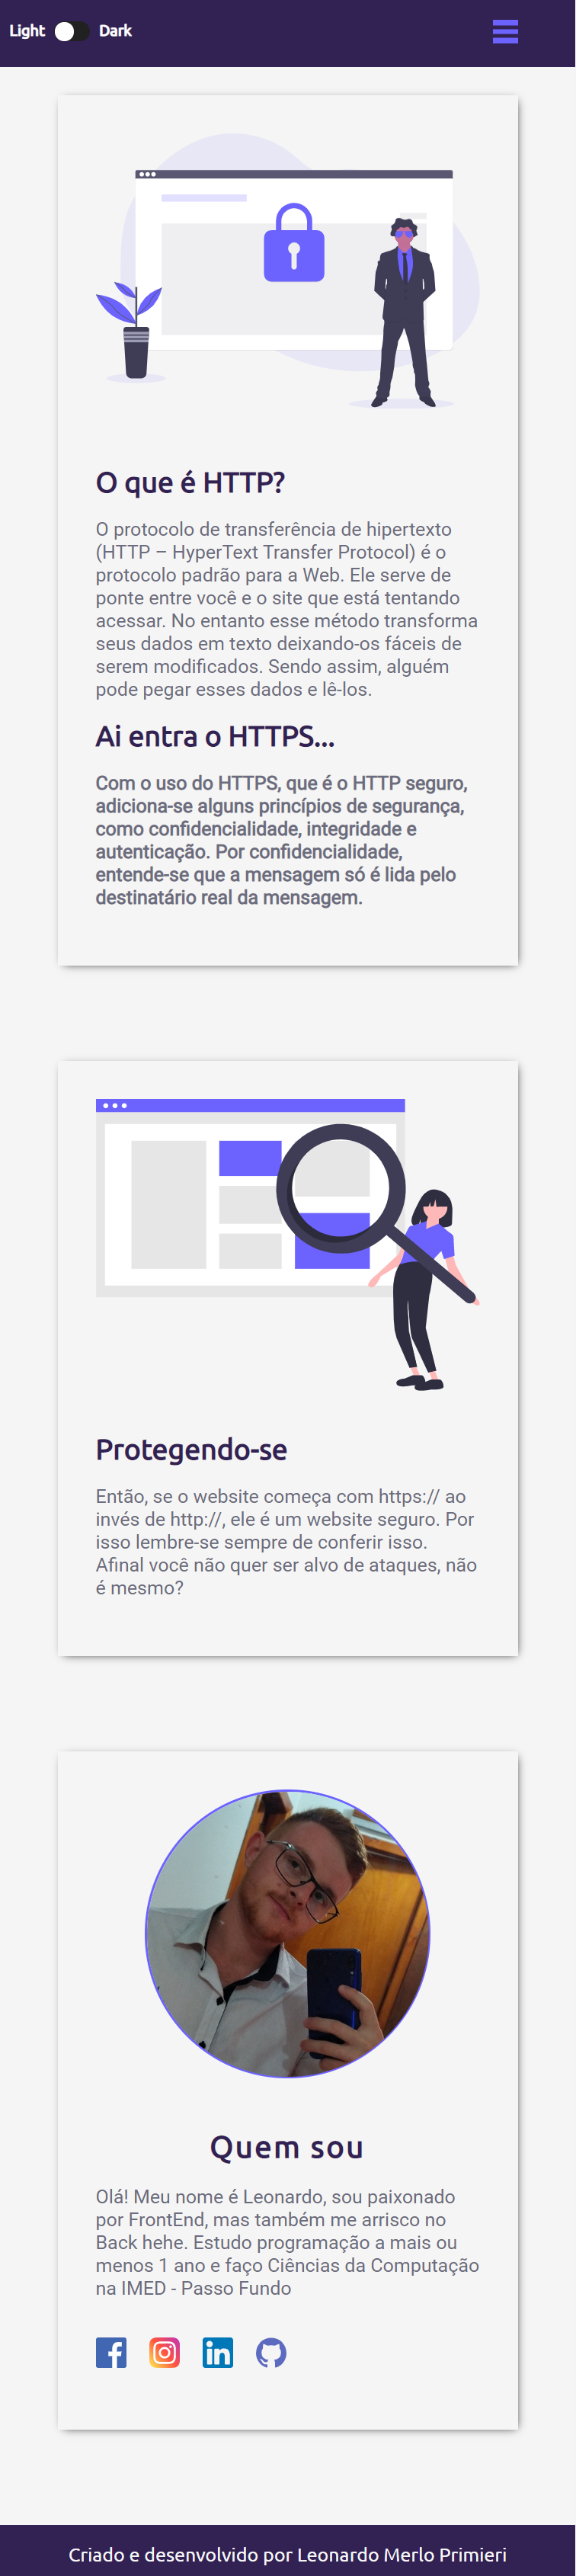 Light Dark
O que é HTTP?
O protocolo de transferência de hipertexto
(HTTP – HyperText Transfer Protocol) é o
protocolo padrão para a Web. Ele serve de
ponte entre você e o site que está tentando
acessar. No entanto esse método transforma
seus dados em texto deixando-os fáceis de
serem modificados. Sendo assim, alguém
pode pegar esses dados e lê-los.
Ai entra o HTTPS...
Com o uso do HTTPS, que é o HTTP seguro,
adiciona-se alguns princípios de segurança,
como confidencialidade, integridade e
autenticação. Por confidencialidade,
entende-se que a mensagem só é lida pelo
destinatário real da mensagem.
Protegendo-se
Então, se o website começa com https:// ao
invés de http://, ele é um website seguro. Por
isso lembre-se sempre de conferir isso.
Afinal você não quer ser alvo de ataques, não
é mesmo?
Quem sou
Olá! Meu nome é Leonardo, sou paixonado
por FrontEnd, mas também me arrisco no
Back hehe. Estudo programação a mais ou
menos 1 ano e faço Ciências da Computação
na IMED - Passo Fundo
Criado e desenvolvido por Leonardo Merlo Primieri